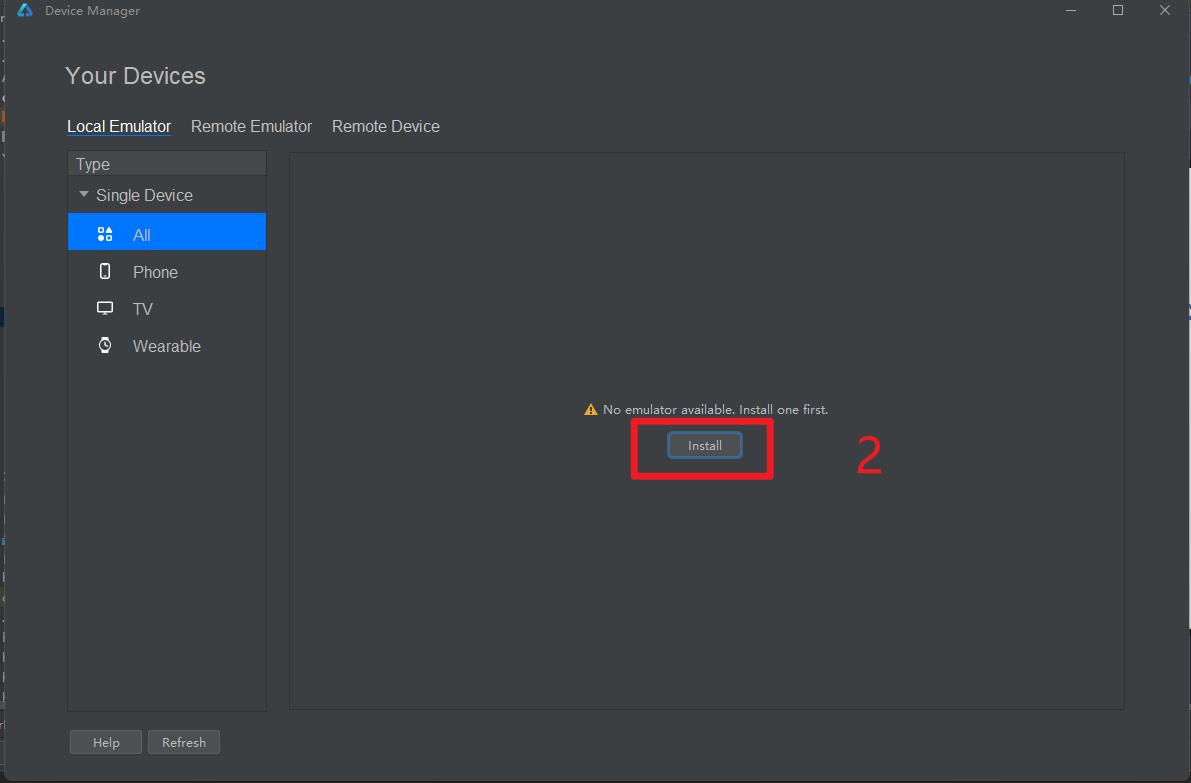 Device Manager
Your Devices
Local Emulator Remote Emulator Remote Device
Type
Single Device
All
Phone
TV
Wearable
No emulator available. Install one first.
Install
2
Help Refresh